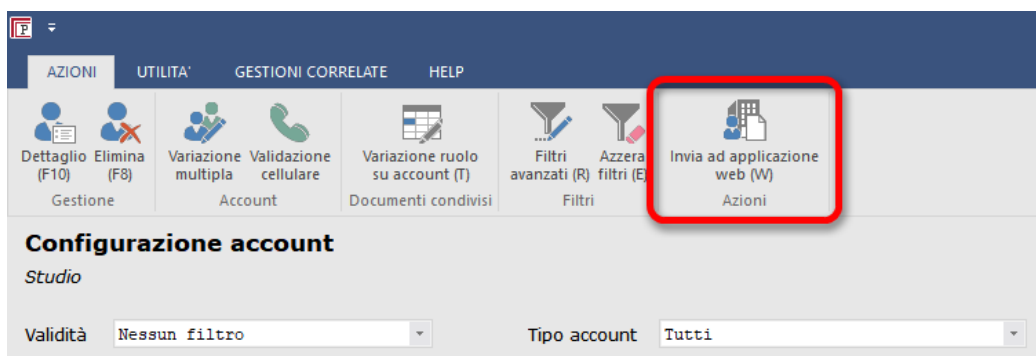 P
AZIONI UTILITA' GESTIONI CORRELATE HELP
Dettaglio Elimina Variazione Validazione Variazione ruolo Filtri Azzera Invia ad applicazione
(F10) (F8) multipla cellulare su account (T) avanzati (R) filtri (E) web (W)
Gestione Account Documenti condivisi Filtri Azioni
Configurazione account
Studio
Validità Nessun filtro Tipo account Tutti